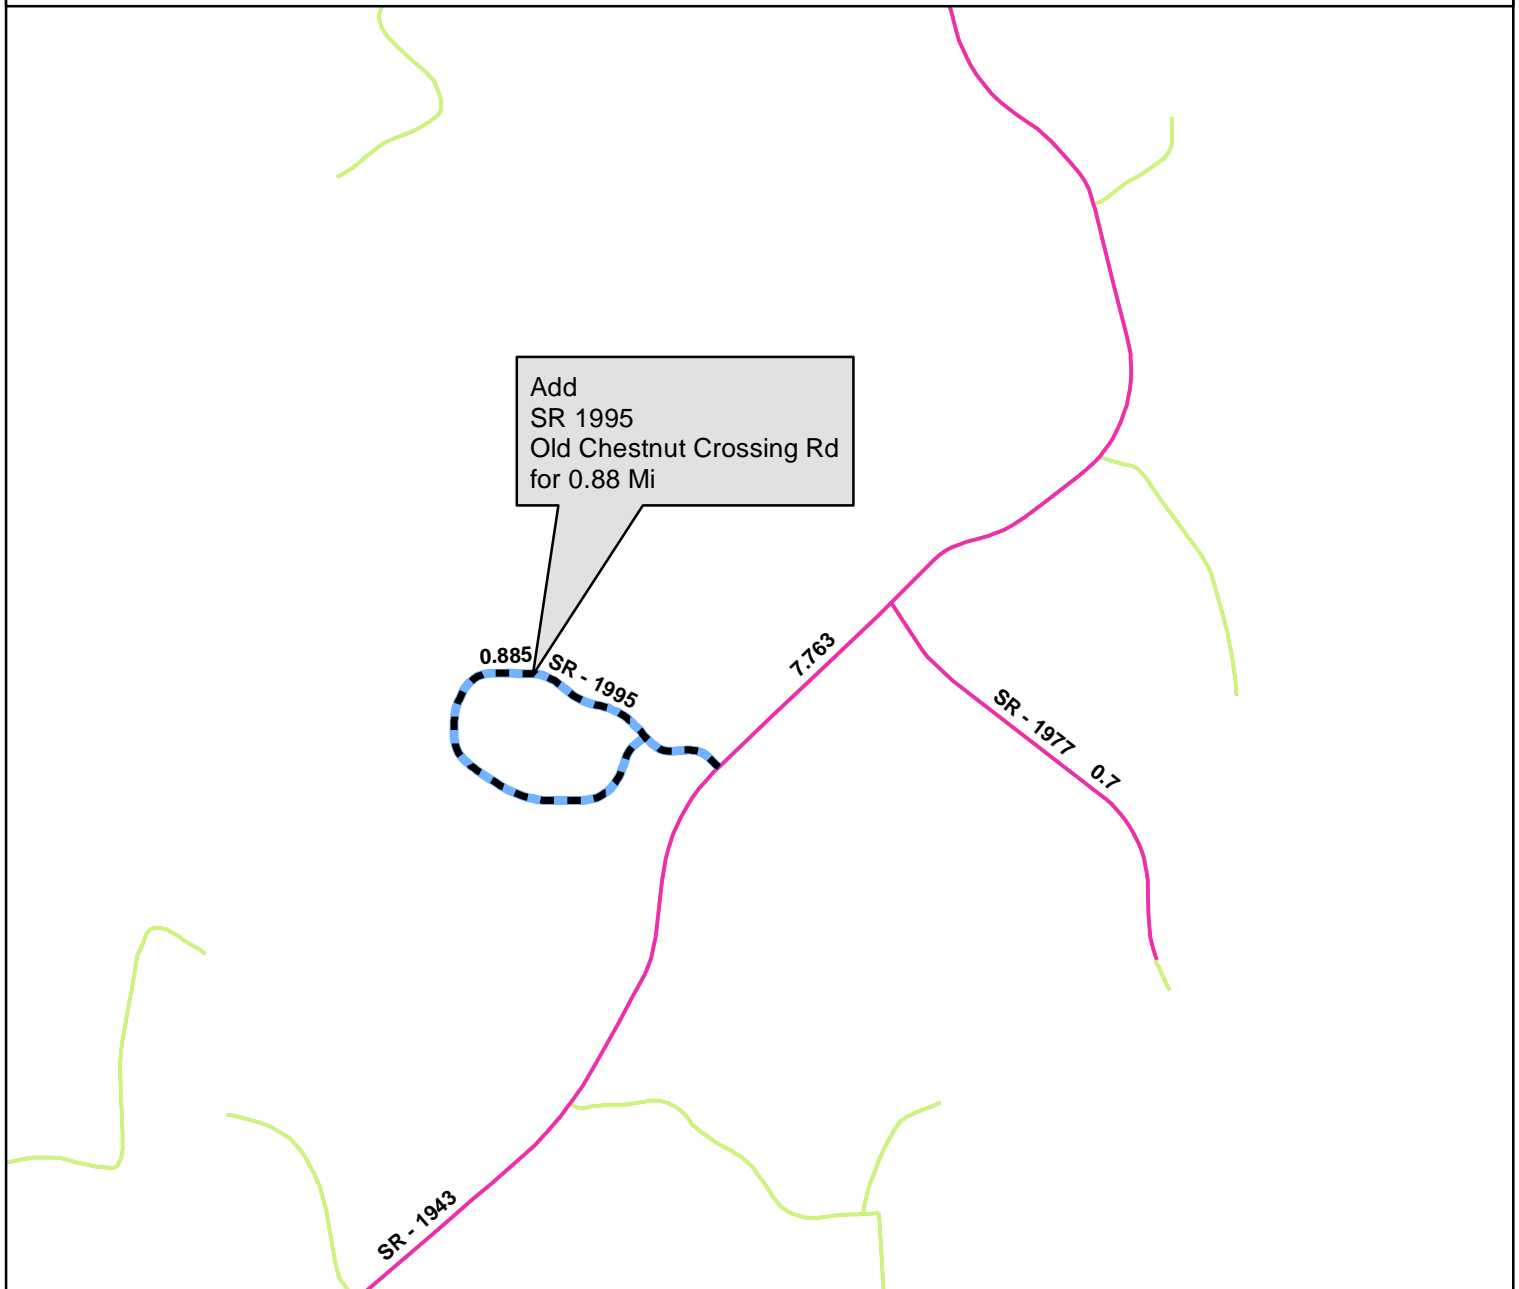 Add
SR 1995
Old Chestnut Crossing Rd
for 0.88 Mi
0.885
SR - 1995
7.763
SR - 1977
0.7
SR - 1943